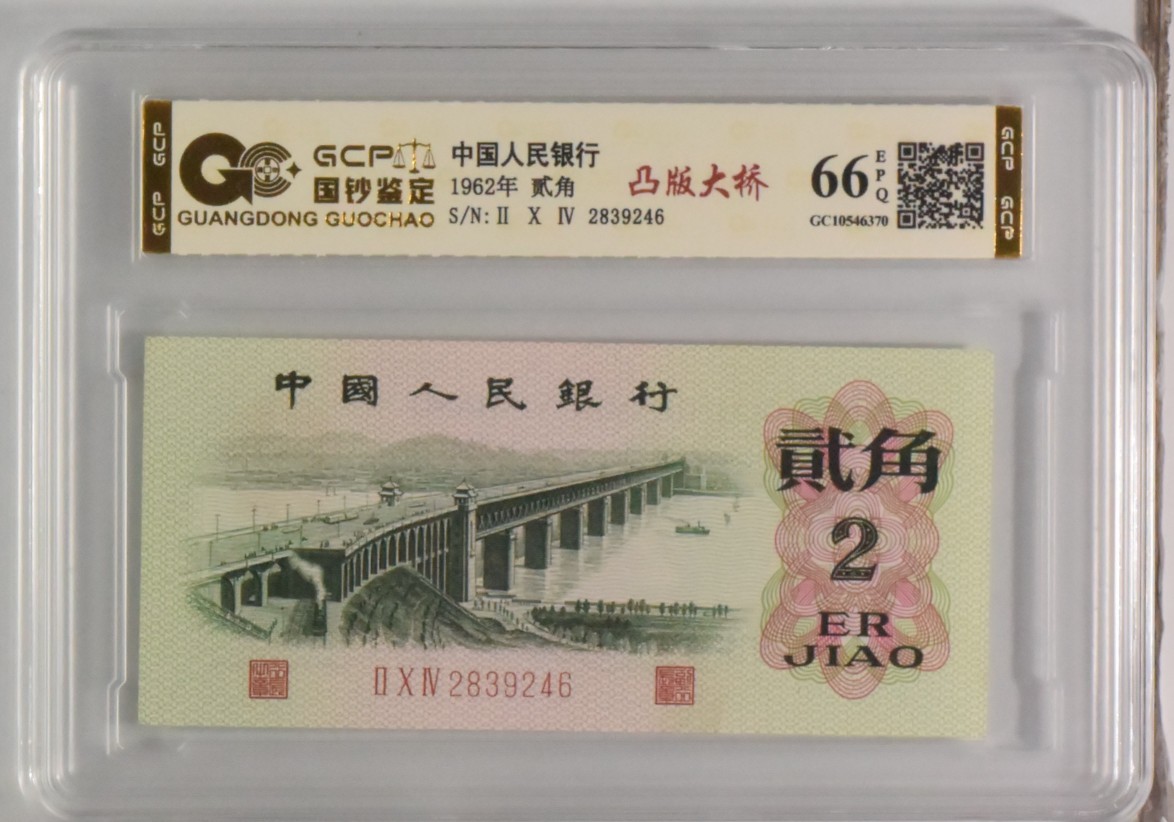 GCP GCP
GC
GCP
国钞鉴定
GUANGDONG GUOCHAO
中国人民银行
1962年 贰角
S/N: Ⅱ Ⅹ Ⅳ 2839246
凸版大桥
66
EPQ
GC10546370
GCP GCP
中國人民銀行
貳角
2
ER
JIAO
Ⅱ Ⅹ Ⅳ 2839246